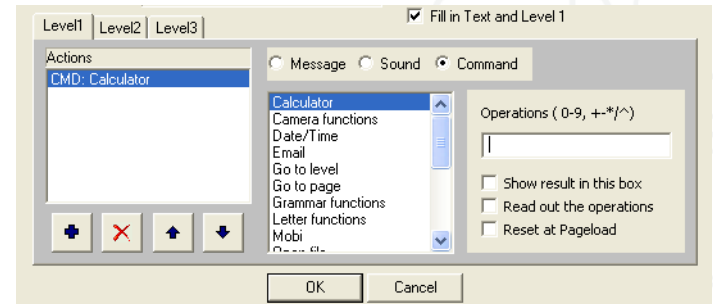 Fill in Text and Level 1
Level1 Level2 Level3
Actions
CMD: Calculator
Message Sound Command
Calculator
Camera functions
Date/Time
Email
Go to level
Go to page
Grammar functions
Letter functions
Mobi
Operations ( 0-9, +-*/^)
Show result in this box
Read out the operations
Reset at Pageload
OK Cancel